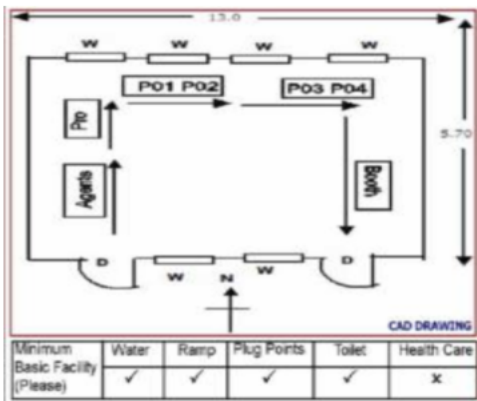 13.0
W W W W
P01 P02 P03 P04
Pro
5.70
Agents
Booth
D D
W W
N
CAD DRAWING
Minimum Basic Facility (Please) Water Ramp Plug Points Toilet Health Care
✓ ✓ ✓ ✓ x